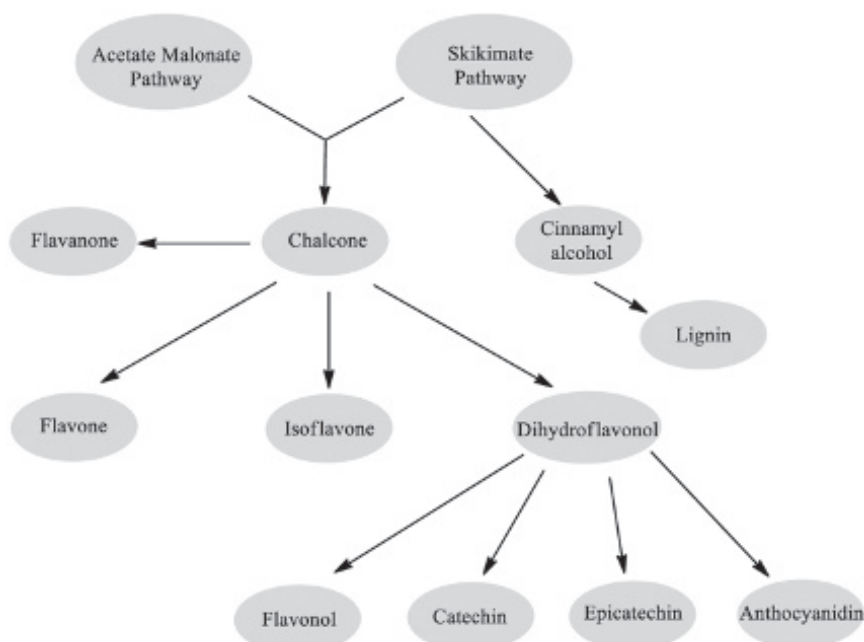 Acetate Malonate
Pathway
Skikimate
Pathway
Flavanone
Chalcone
Cinnamyl
alcohol
Lignin
Flavone
Isoflavone
Dihydroflavonol
Flavonol
Catechin
Epicatechin
Anthocyanidin